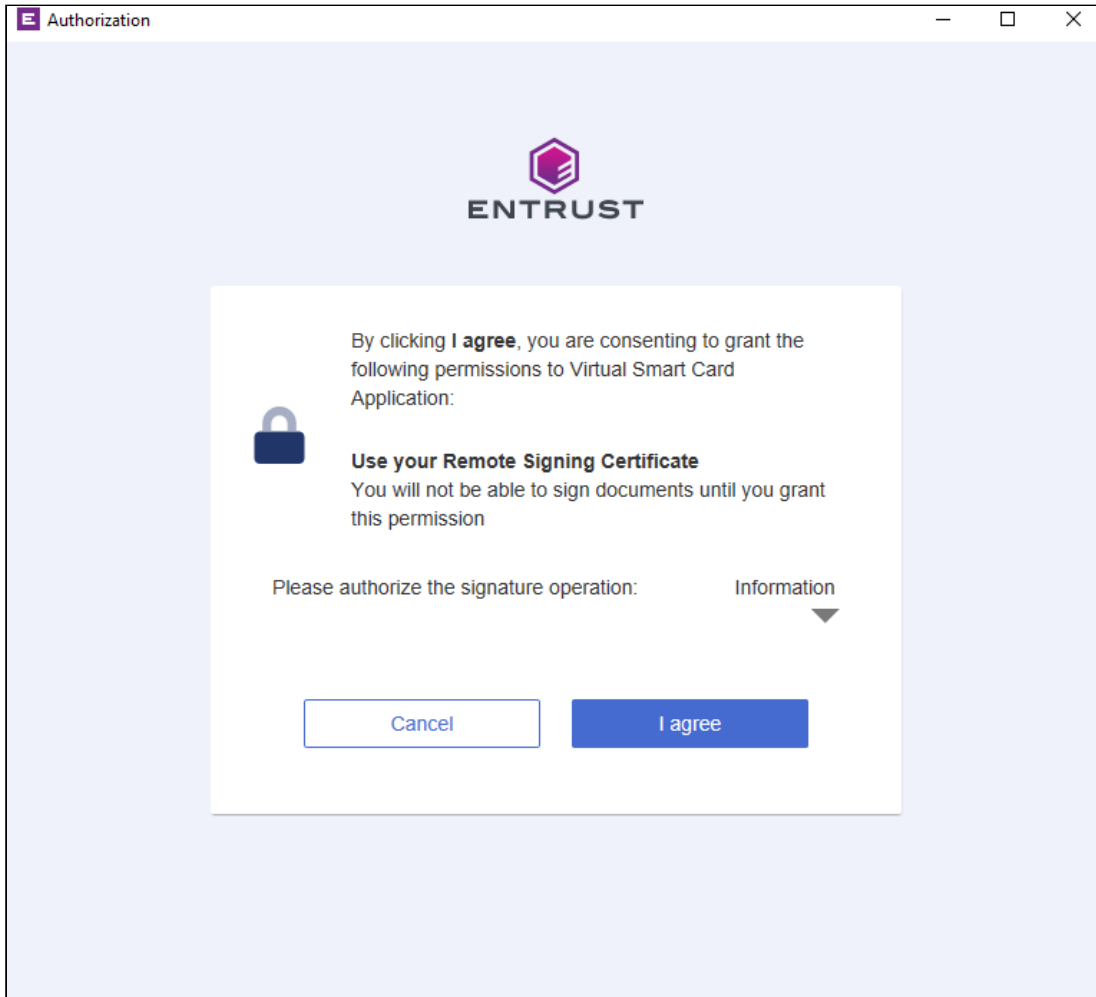 Authorization
ENTRUST
By clicking I agree, you are consenting to grant the
following permissions to Virtual Smart Card
Application:
Use your Remote Signing Certificate
You will not be able to sign documents until you grant
this permission
Please authorize the signature operation: Information
Cancel I agree